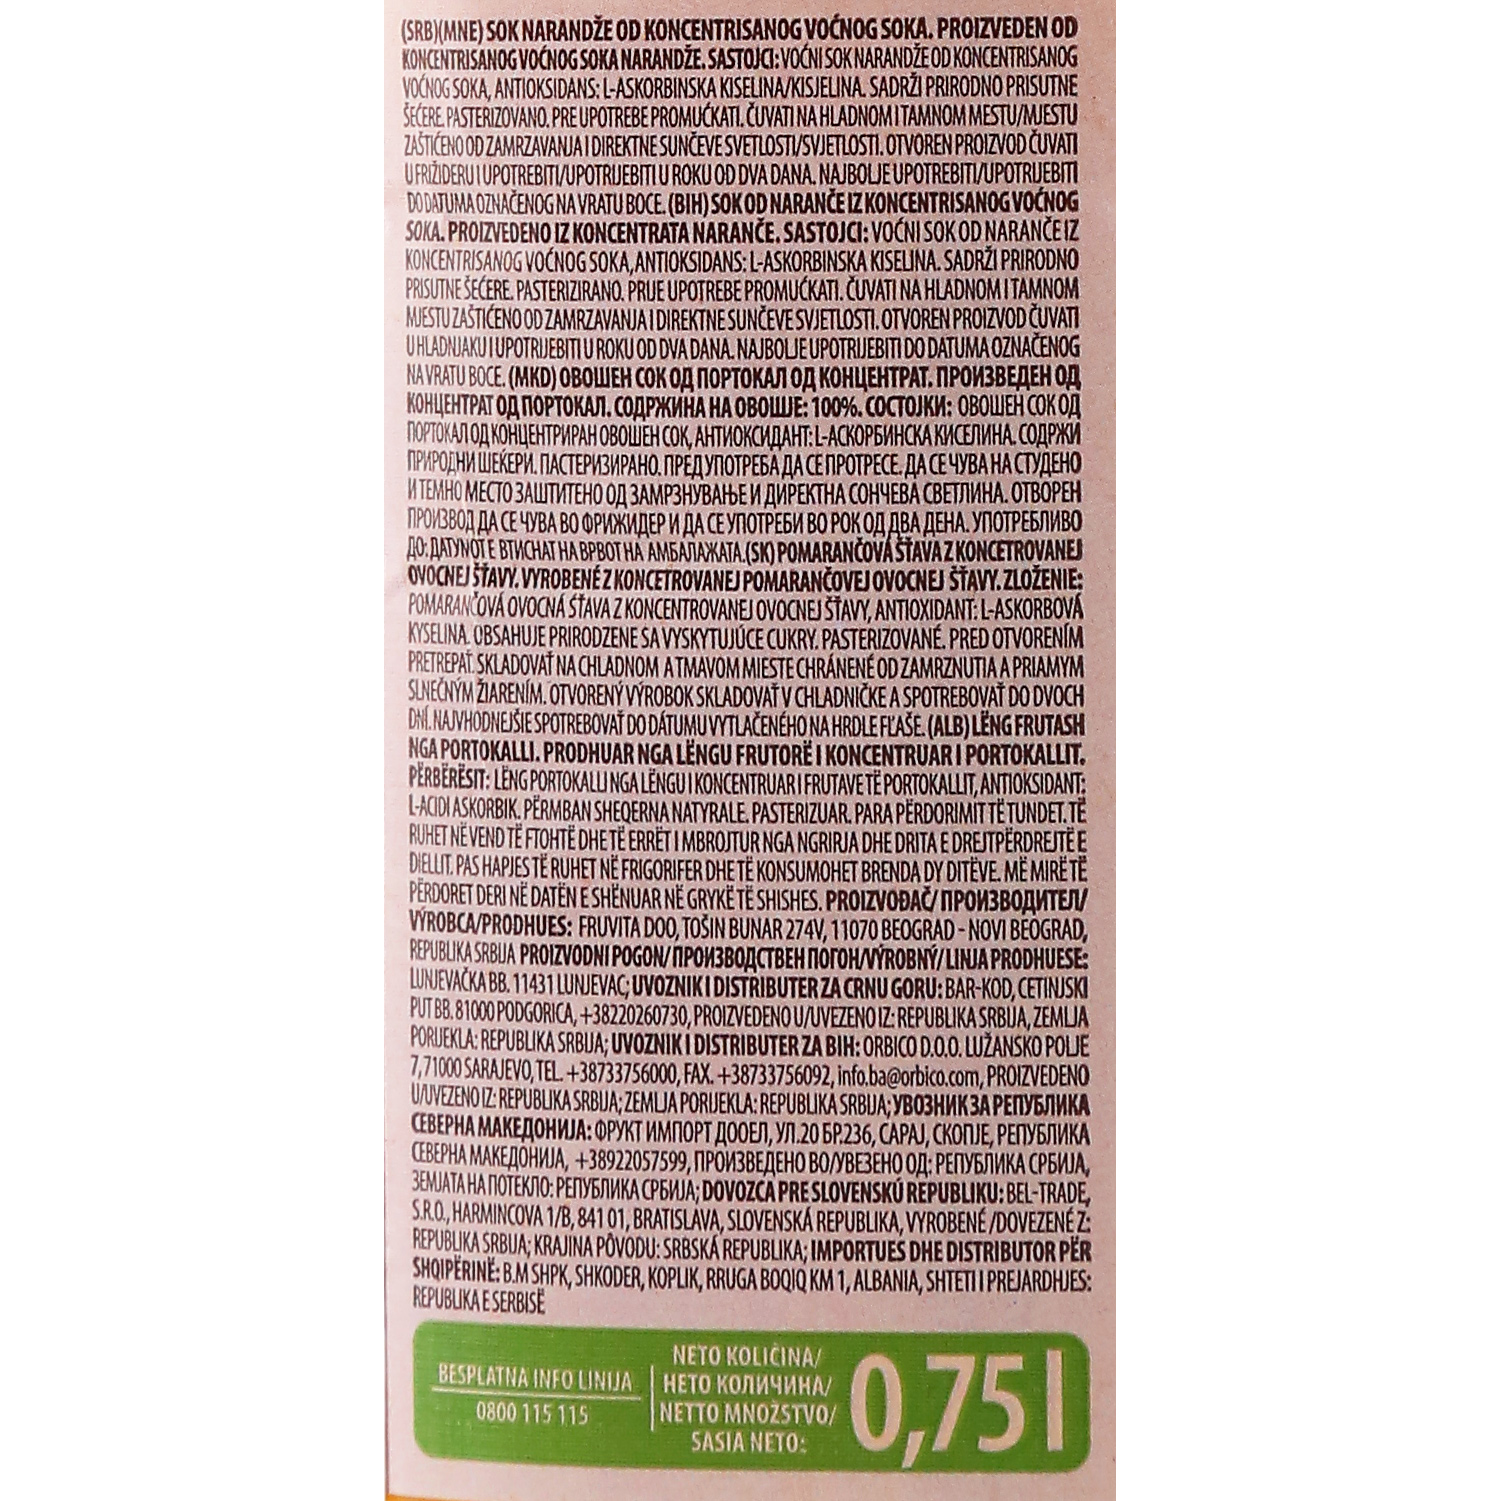 (SRB)(MNE) SOK NARANDŽE OD KONCENTRISANOG VOĆNOG SOKA. PROIZVEDEN OD
KONCENTRISANOG VOĆNOG SOKA NARANDŽE. SASTOJCI: VOĆNI SOK NARANDŽE OD KONCENTRISANOG
VOĆNOG SOKA, ANTIOKSIDANS: L-ASKORBINSKA KISELINA/KISJELINA. SADRŽI PRIRODNO PRISUTNE
ŠEĆERE. PASTERIZOVANO. PRE UPOTREBE PROMUĆKATI. ČUVATI NA HLADNOM I TAMNOM MESTU/MJESTU
ZAŠTIĆENO OD ZAMRZAVANJA I DIREKTNE SUNČEVE SVETLOSTI/SVJETLOSTI. OTVOREN PROIZVOD ČUVATI
U FRIŽIDERU I UPOTREBITI/UPOTRIJEBITI U ROKU OD DVA DANA. NAJBOLJE UPOTREBITI/UPOTRIJEBITI
DO DATUMA OZNAČENOG NA VRATU BOCE. (BIH) SOK OD NARANČE IZ KONCENTRISANOG VOĆNOG
SOKA. PROIZVEDENO IZ KONCENTRATA NARANČE. SASTOJCI: VOĆNI SOK OD NARANČE IZ
KONCENTRISANOG VOĆNOG SOKA, ANTIOKSIDANS: L-ASKORBINSKA KISELINA. SADRŽI PRIRODNO
PRISUTNE ŠEĆERE. PASTERIZIRANO. PRIJE UPOTREBE PROMUĆKATI. ČUVATI NA HLADNOM I TAMNOM
MJESTU ZAŠTIĆENO OD ZAMRZAVANJA I DIREKTNE SUNČEVE SVJETLOSTI. OTVOREN PROIZVOD ČUVATI
U HLADNJAKU I UPOTRIJEBITI U ROKU OD DVA DANA. NAJBOLJE UPOTRIJEBITI DO DATUMA OZNAČENOG
NA VRATU BOCE. (MKD) ОВОШЕН СОК ОД ПОРТОКАЛ ОД КОНЦЕНТРАТ. ПРОИЗВЕДЕН ОД
КОНЦЕНТРАТ ОД ПОРТОКАЛ. СОДРЖИНА НА ОВОШЈЕ: 100%. СОСТОЈКИ: ОВОШЕН СОК ОД
ПОРТОКАЛ ОД КОНЦЕНТРИРАН ОВОШЕН СОК, АНТИОКСИДАНТ: L-АСКОРБИНСКА КИСЕЛИНА. СОДРЖИ
ПРИРОДНИ ШЕЌЕРИ. ПАСТЕРИЗИРАНО. ПРЕД УПОТРЕБА ДА СЕ ПРОТРЕСЕ. ДА СЕ ЧУВА НА СТУДЕНО
И ТЕМНО МЕСТО ЗАШТИТЕНО ОД ЗАМРЗНУВАЊЕ И ДИРЕКТНА СОНЧЕВА СВЕТЛИНА. ОТВОРЕН
ПРОИЗВОД ДА СЕ ЧУВА ВО ФРИЖИДЕР И ДА СЕ УПОТРЕБИ ВО РОК ОД ДВА ДЕНА. УПОТРЕБЛИВО
ДО: ДАТУМОТ Е ВТИСНАТ НА ВРВОТ НА АМБАЛАЖАТА. (SK) POMARANČOVÁ ŠŤAVA Z KONCETROVANEJ
OVOCNEJ ŠŤAVY. VYROBENÉ Z KONCETROVANEJ POMARANČOVEJ OVOCNEJ ŠŤAVY. ZLOŽENIE:
POMARANČOVÁ OVOCNÁ ŠŤAVA Z KONCENTROVANEJ OVOCNEJ ŠŤAVY, ANTIOXIDANT: L-ASKORBOVÁ
KYSELINA. OBSAHUJE PRIRODZENE SA VYSKYTUJÚCE CUKRY. PASTERIZOVANÉ. PRED OTVORENÍM
PRETREPAŤ. SKLADOVAŤ NA CHLADNOM A TMAVOM MIESTE CHRÁNENÉ OD ZAMRZNUTIA A PRIAMYM
SLNEČNÝM ŽIARENÍM. OTVORENÝ VÝROBOK SKLADOVAŤ V CHLADNIČKE A SPOTREBOVAŤ DO DVOCH
DNÍ. NAJVHODNEJŠIE SPOTREBOVAŤ DO DÁTUMU VYTLAČENÉHO NA HRDLE FĽAŠE. (ALB) LËNG FRUTASH
NGA PORTOKALLI. PRODHUAR NGA LËNGU FRUTORË I KONCENTRUAR I PORTOKALLIT.
PËRBËRËSIT: LËNG PORTOKALLI NGA LËNGU I KONCENTRUAR I FRUTAVE TË PORTOKALLIT, ANTIOKSIDANT:
L-ACIDI ASKORBIK. PËRMBAN SHEQERNA NATYRALE. PASTERIZUAR. PARA PËRDORIMIT TË TUNDET. TË
RUHET NË VEND TË FTOHTË DHE TË ERRËT I MBROJTUR NGA NGRIRJA DHE DRITA E DREJTPËRDREJTË E
DIELLIT. PAS HAPJES TË RUHET NË FRIGORIFER DHE TË KONSUMOHET BRENDA DY DITËVE. MË MIRË TË
PËRDORET DERI NË DATËN E SHËNUAR NË GRYKË TË SHISHES. PROIZVOĐAČ/ПРОИЗВОДИТЕЛ/
VÝROBCA/PRODHUES: FRUVITA DOO, TOŠIN BUNAR 274V, 11070 BEOGRAD - NOVI BEOGRAD,
REPUBLIKA SRBIJA PROIZVODNI POGON/ПРОИЗВОДСТВЕН ПОГОН/VÝROBNÝ/LINJA PRODHUESE:
LUNJEVAČKA BB. 11431 LUNJEVAC; UVOZNIK I DISTRIBUTER ZA CRNU GORU: BAR-KOD, CETINJSKI
PUT BB. 81000 PODGORICA, +38220260730, PROIZVEDENO U/UVEZENO IZ: REPUBLIKA SRBIJA, ZEMLJA
PORIJEKLA: REPUBLIKA SRBIJA; UVOZNIK I DISTRIBUTER ZA BIH: ORBICO D.O.O. LUŽANSKO POLJE
7, 71000 SARAJEVO, TEL. +38733756000, FAX. +38733756092, info.ba@orbico.com, PROIZVEDENO
U/UVEZENO IZ: REPUBLIKA SRBIJA; ZEMLJA PORIJEKLA: REPUBLIKA SRBIJA; УВОЗНИК ЗА РЕПУБЛИКА
СЕВЕРНА МАКЕДОНИЈА: ФРУКТ ИМПОРТ ДООЕЛ, УЛ.20 БР.236, САРАЈ, СКОПЈЕ, РЕПУБЛИКА
СЕВЕРНА МАКЕДОНИЈА, +38922057599, ПРОИЗВЕДЕНО ВО/УВЕЗЕНО ОД: РЕПУБЛИКА СРБИЈА,
ЗЕМЈАТА НА ПОТЕКЛО: РЕПУБЛИКА СРБИЈА; DOVOZCA PRE SLOVENSKÚ REPUBLIKU: BEL-TRADE,
S.R.O., HARMINCOVA 1/B, 841 01, BRATISLAVA, SLOVENSKÁ REPUBLIKA, VYROBENÉ /DOVEZENÉ Z:
REPUBLIK SRBIJA; KRAJINA PÔVODU: SRBSKÁ REPUBLIKA; IMPORTUES DHE DISTRIBUTOR PËR
SHQIPËRINË: B.M SHPK, SHKODER, KOPLIK, RRUGA BOQIQ KM 1, ALBANIA, SHTETI I PREJARDHJES:
REPUBLIKA E SERBISË
BESPLATNA INFO LINIJA
0800 115 115
NETO KOLIČINA/
НЕТО КОЛИЧИНА/
NETTO MNOŽSTVO/
SASIA NETO:
0,75 l